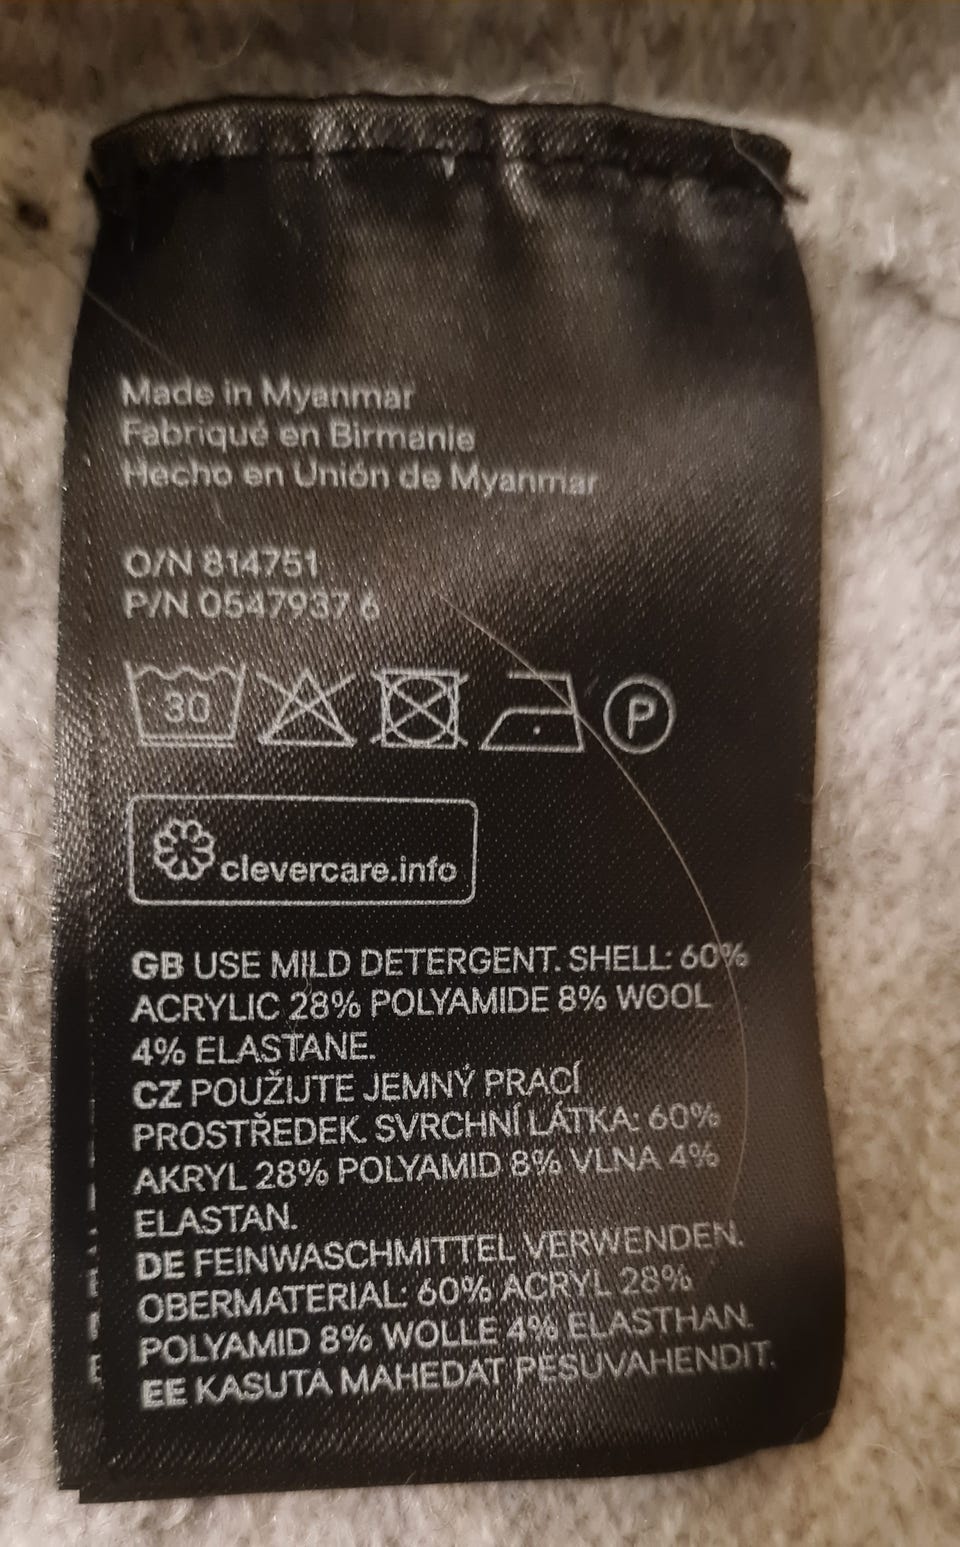 Made in Myanmar
Fabriqué en Birmanie
Hecho en Unión de Myanmar
O/N 814751
P/N 0547937 6
30 P
clevercare.info
GB USE MILD DETERGENT. SHELL: 60%
ACRYLIC 28% POLYAMIDE 8% WOOL
4% ELASTANE.
CZ POUŽIJTE JEMNÝ PRACÍ
PROSTŘEDEK. SVRCHNÍ LÁTKA: 60%
AKRYL 28% POLYAMID 8% VLNA 4%
ELASTAN.
DE FEINWASCHMITTEL VERWENDEN.
OBERMATERIAL: 60% ACRYL 28%
POLYAMID 8% WOLLE 4% ELASTHAN.
EE KASUTA MAHEDAT PESUVAHENDIT.